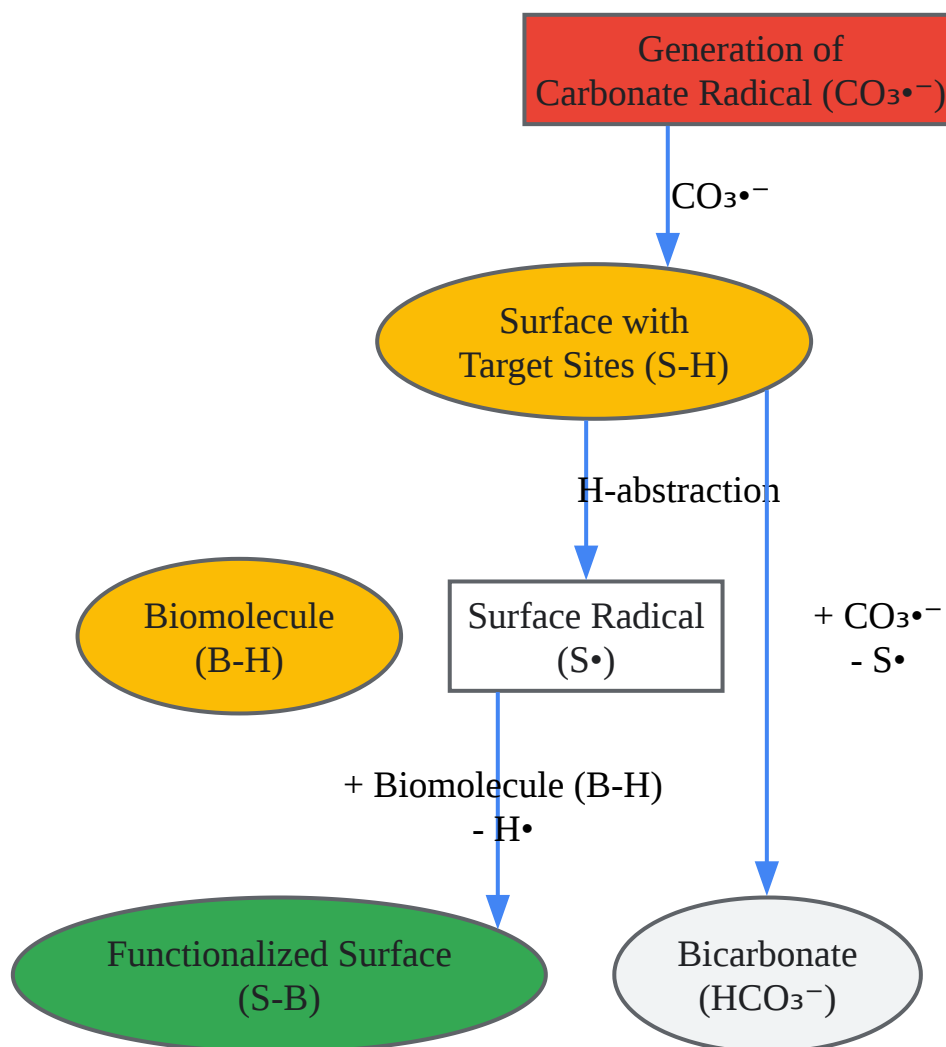 Generation of
Carbonate Radical (CO₃•⁻)
CO₃•⁻
Surface with
Target Sites (S-H)
H-abstraction
Biomolecule
(B-H)
Surface Radical
(S•)
+ CO₃•⁻
- S•
+ Biomolecule (B-H)
- H•
Functionalized Surface
(S-B)
Bicarbonate
(HCO₃⁻)